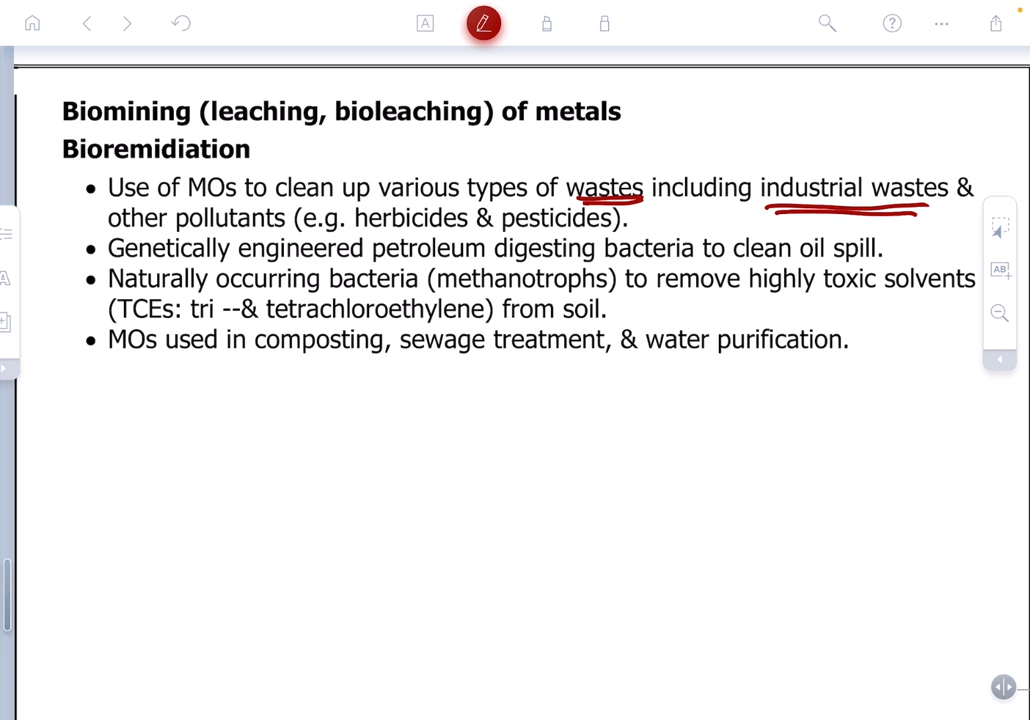 Biomining (leaching, bioleaching) of metals
Bioremidiation
• Use of MOs to clean up various types of wastes including industrial wastes &
other pollutants (e.g. herbicides & pesticides).
• Genetically engineered petroleum digesting bacteria to clean oil spill.
• Naturally occurring bacteria (methanotrophs) to remove highly toxic solvents
(TCEs: tri --& tetrachloroethylene) from soil.
• MOs used in composting, sewage treatment, & water purification.
A
AB
A